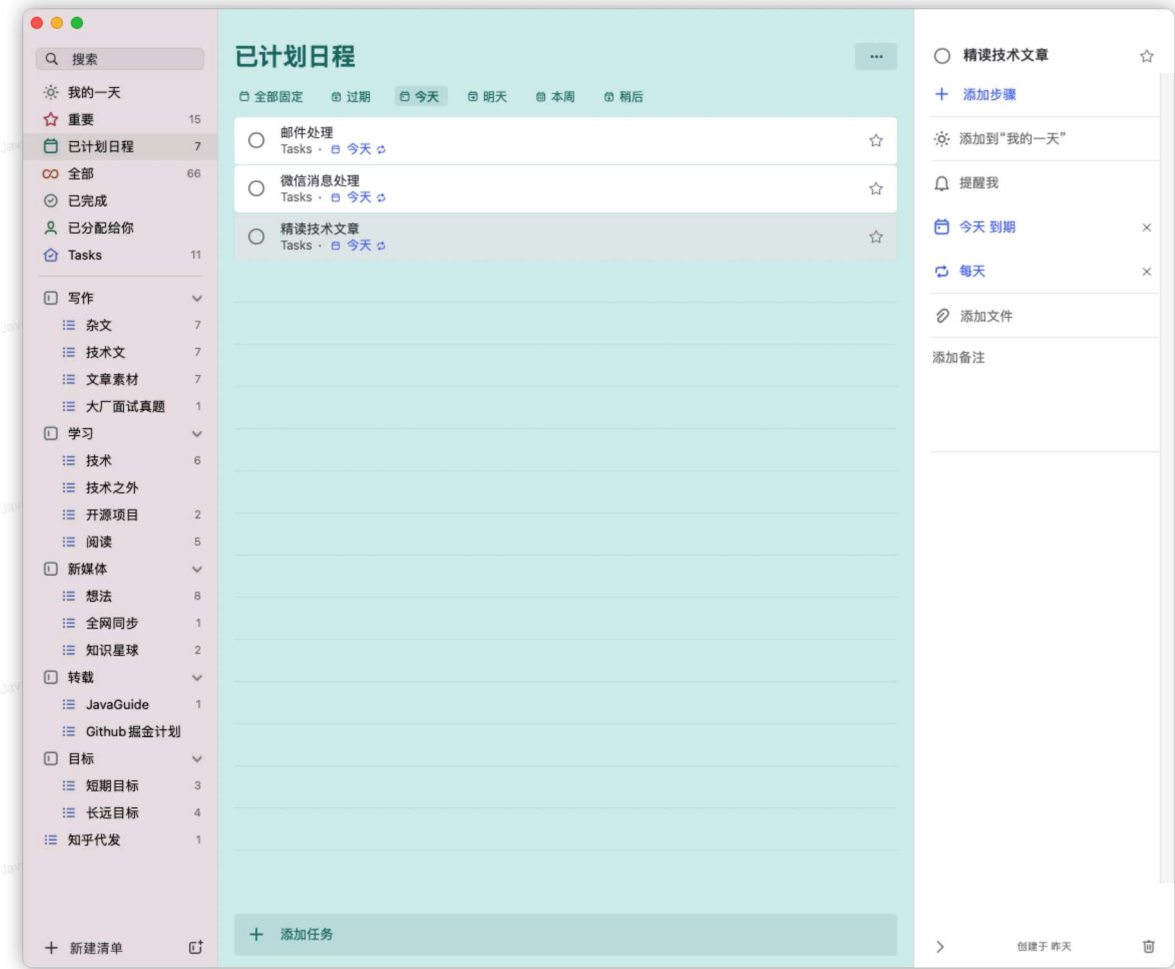 搜索
我的一天
重要 15
已计划日程 7
全部 66
已完成
已分配给你
Tasks 11
写作
杂文 7
技术文 7
文章素材 7
大厂面试真题 1
学习
技术 6
技术之外
开源项目 2
阅读 5
新媒体
想法 8
全网同步 1
知识星球 2
转载
JavaGuide 1
Github掘金计划
目标
短期目标 3
长远目标 4
知乎代发 1
新建清单
已计划日程
全部固定 过期 今天 明天 本周 稍后
邮件处理
Tasks · 今天
微信消息处理
Tasks · 今天
精读技术文章
Tasks · 今天
添加任务
精读技术文章
添加步骤
添加到“我的一天”
提醒我
今天 到期
每天
添加文件
添加备注
创建于 昨天